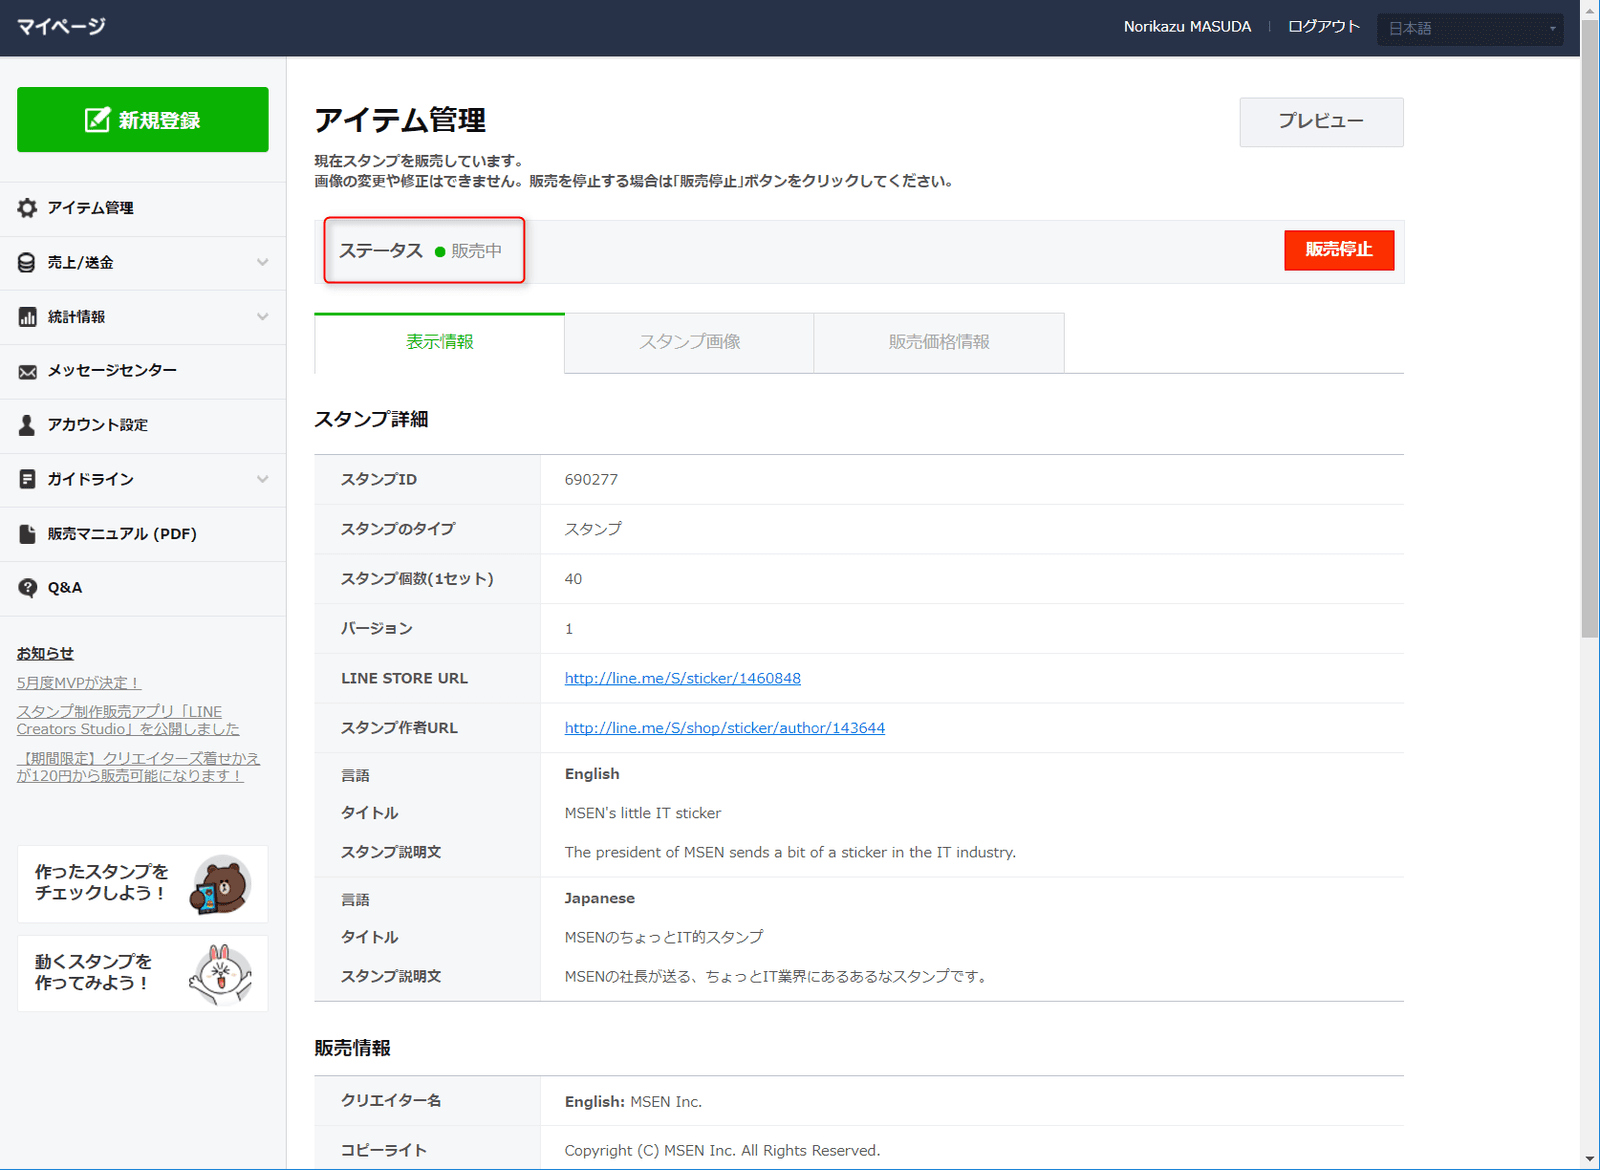 マイページ
Norikazu MASUDA
ログアウト
日本語
新規登録
アイテム管理
売上/送金
統計情報
メッセージセンター
アカウント設定
ガイドライン
販売マニュアル (PDF)
Q&A
お知らせ
5月度MVPが決定！
スタンプ制作販売アプリ「LINE
Creators Studio」を公開しました
【期間限定】クリエイターズ着せかえ
が120円から販売可能になります！
作ったスタンプを
チェックしよう！
動くスタンプを
作ってみよう！
アイテム管理
プレビュー
現在スタンプを販売しています。
画像の変更や修正はできません。販売を停止する場合は「販売停止」ボタンをクリックしてください。
ステータス 販売中
販売停止
表示情報
スタンプ画像
販売価格情報
スタンプ詳細
スタンプID 690277
スタンプのタイプ スタンプ
スタンプ個数(1セット) 40
バージョン 1
LINE STORE URL http://line.me/S/sticker/1460848
スタンプ作者URL http://line.me/S/shop/sticker/author/143644
言語 English
タイトル MSEN's little IT sticker
スタンプ説明文 The president of MSEN sends a bit of a sticker in the IT industry.
言語 Japanese
タイトル MSENのちょっとIT的スタンプ
スタンプ説明文 MSENの社長が送る、ちょっとIT業界にあるあるなスタンプです。
販売情報
クリエイター名 English: MSEN Inc.
コピーライト Copyright (C) MSEN Inc. All Rights Reserved.